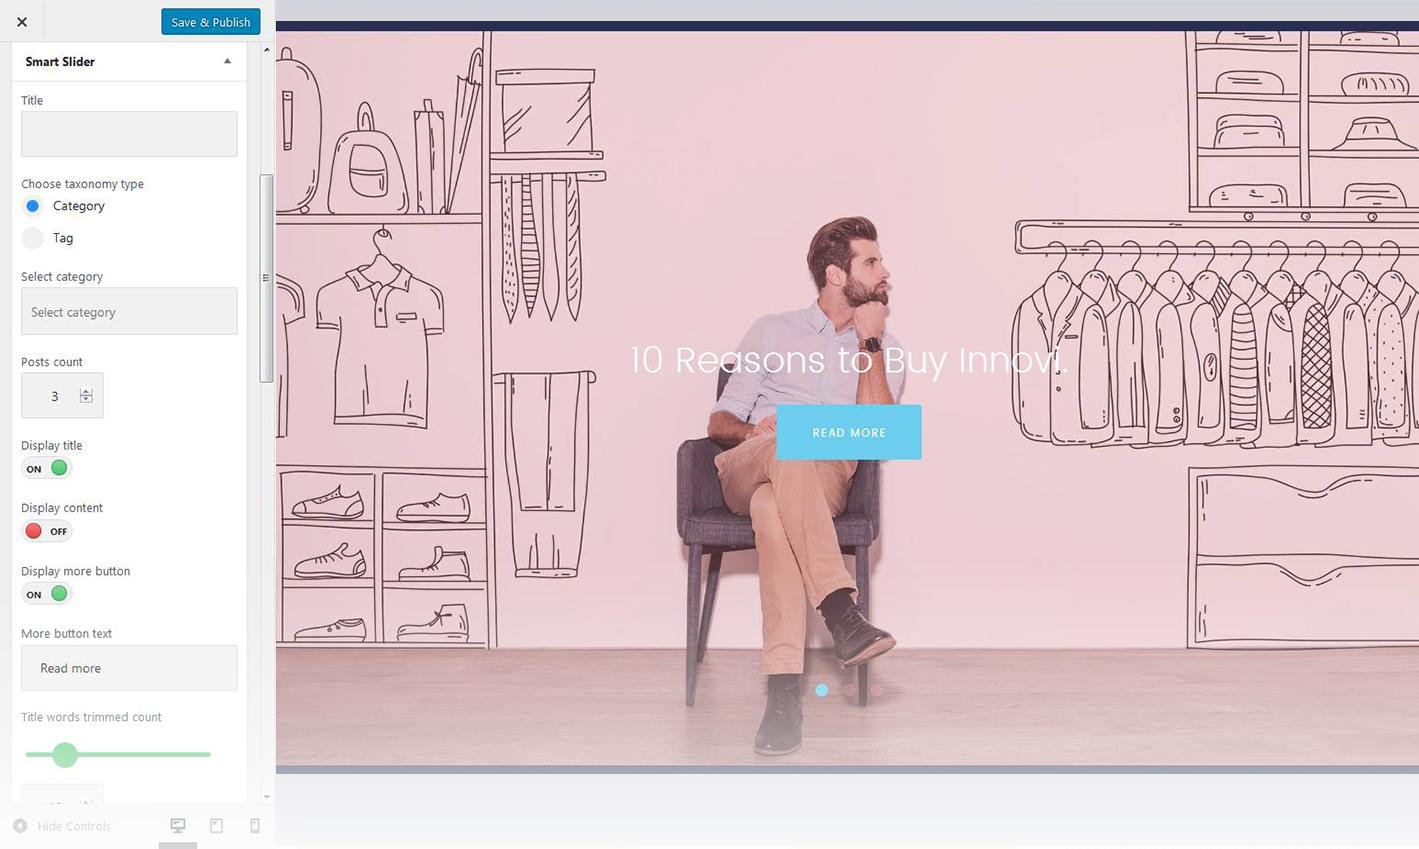 Save & Publish
Smart Slider
Title
Choose taxonomy type
Category
Tag
Select category
Select category
Posts count
3
Display title
ON
Display content
OFF
Display more button
ON
More button text
Read more
Title words trimmed count
Hide Controls
10 Reasons to Buy Innovi.
READ MORE